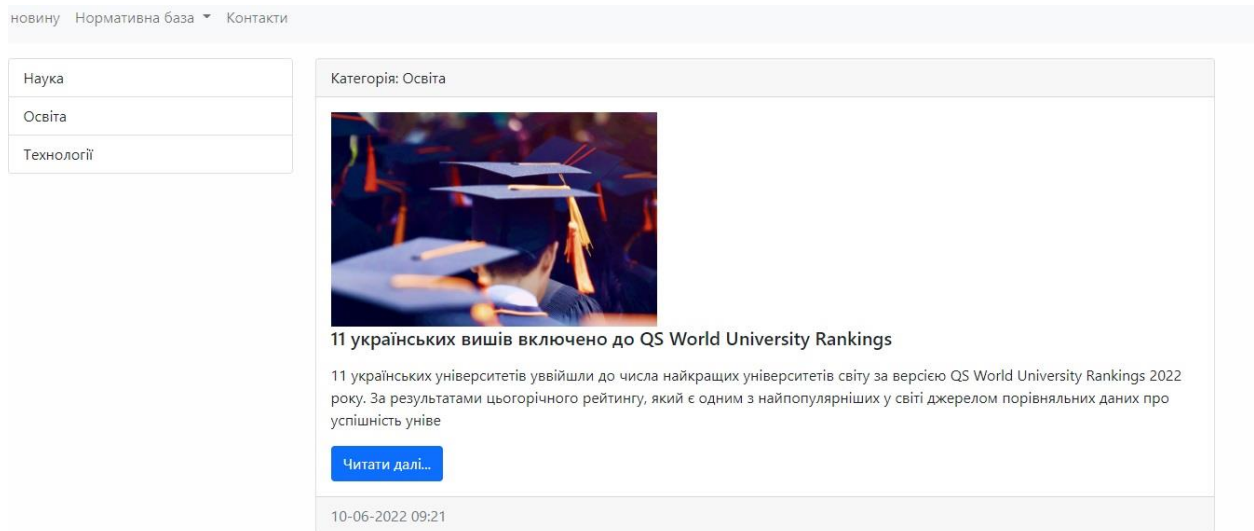 новину Нормативна база Контакти
Наука
Освіта
Технології
Категорія: Освіта
11 українських вишів включено до QS World University Rankings
11 українських університетів уввійшли до числа найкращих університетів світу за версією QS World University Rankings 2022
року. За результатами цьогорічного рейтингу, який є одним з найпопулярніших у світі джерелом порівняльних даних про
успішність уніве
Читати далі...
10-06-2022 09:21